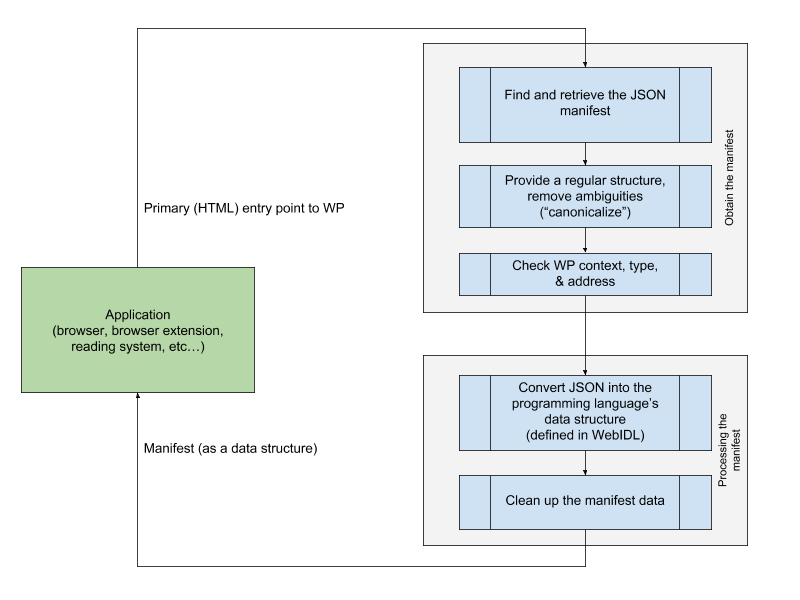 Find and retrieve the JSON
manifest
Provide a regular structure,
remove ambiguities
(“canonicalize”)
Check WP context, type,
& address
Obtain the manifest
Primary (HTML) entry point to WP
Application
(browser, browser extension,
reading system, etc…)
Manifest (as a data structure)
Convert JSON into the
programming language’s
data structure
(defined in WebIDL)
Clean up the manifest data
Processing the
manifest